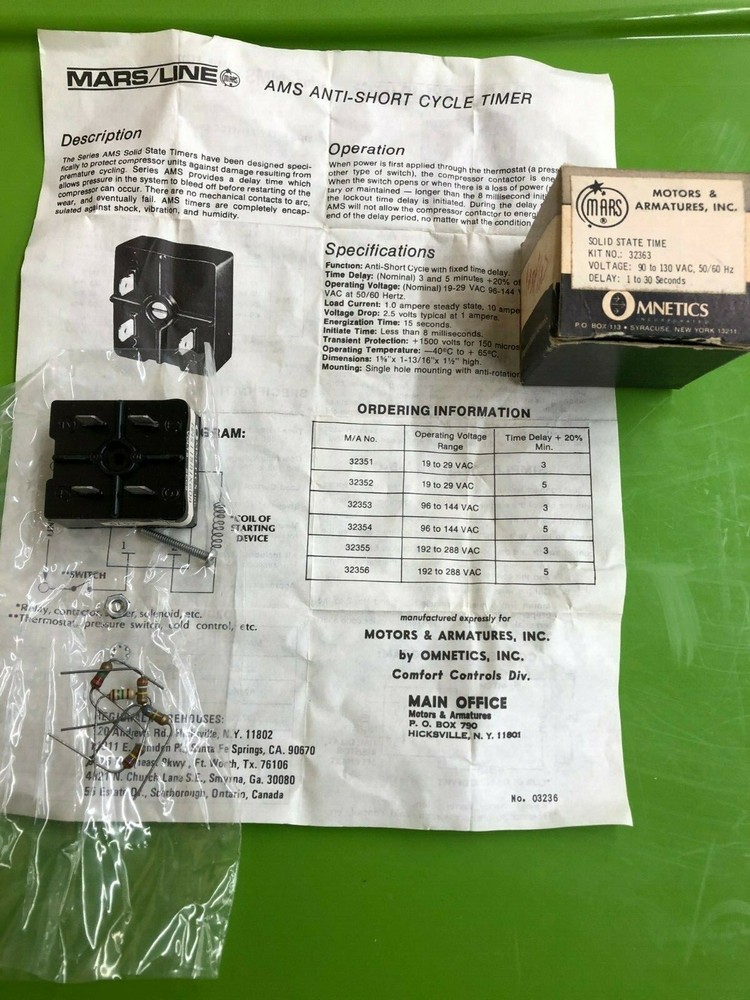 MARS/LINE MARS
AMS ANTI-SHORT CYCLE TIMER
Description
The Series AMS Solid State Timers have been designed speci-
fically to protect compressor units against damage resulting from
premature cycling. Series AMS provides a delay time which
allows pressure in the system to bleed off before restarting of the
compressor can occur. There are no mechanical contacts to arc,
wear, and eventually fail. AMS timers are completely encap-
sulated against shock, vibration, and humidity.
Operation
When power is first applied through the thermostat (a
other type of switch), the compressor contactor is
When the switch opens or when there is a loss of power
tary or maintained — longer than the 8 millisecond
the lockout time delay is initiated. During the delay
AMS will not allow the compressor contactor to
end of the delay period, no matter what the
Specifications
Function: Anti-Short Cycle with fixed time delay.
Time Delay: (Nominal) 3 and 5 minutes +20%
Operating Voltage: (Nominal) 19-29 VAC 96-144
VAC at 50/60 Hertz.
Load Current: 1.0 ampere steady state, 10
Voltage Drop: 2.5 volts typical at 1 ampere.
Energization Time: 15 seconds.
Initiate Time: Less than 8 milliseconds.
Transient Protection: +1500 volts for 150
Operating Temperature: —40°C to + 65°C.
Dimensions: 1⅝"x 1-13/16"x 1½" high.
Mounting: Single hole mounting with
MARS
®
MOTORS &
ARMATURES, INC.
SOLID STATE TIME
KIT NO.: 32363
VOLTAGE: 90 to 130 VAC, 50/60 Hz
DELAY: 1 to 30 Seconds
OMNETICS
INCORPORATED
P.O. BOX 113 • SYRACUSE, NEW YORK 13211
ORDERING INFORMATION
M/A No. Operating Voltage Range Time Delay + 20% Min.
32351 19 to 29 VAC 3
32352 19 to 29 VAC 5
32353 96 to 144 VAC 3
32354 96 to 144 VAC 5
32355 192 to 288 VAC 3
32356 192 to 288 VAC 5
RAM:
*COIL OF
STARTING
DEVICE
1
2
**SWITCH
*Relay, contactor, solenoid, etc.
**Thermostat, pressure switch, cold control, etc.
manufactured expressly for
MOTORS & ARMATURES, INC.
by OMNETICS, INC.
Comfort Controls Div.
MAIN OFFICE
Motors & Armatures
P. O. BOX 790
HICKSVILLE, N. Y. 11801
REGIONAL WAREHOUSES:
20 Andrews Rd., Hicksville, N.Y. 11802
E. Pl., Santa Fe Springs, CA. 90670
Pkwy., Ft. Worth, Tx. 76106
N. Church Lane S.E., Smyrna, Ga. 30080
Dr., Scarborough, Ontario, Canada
No. 03236